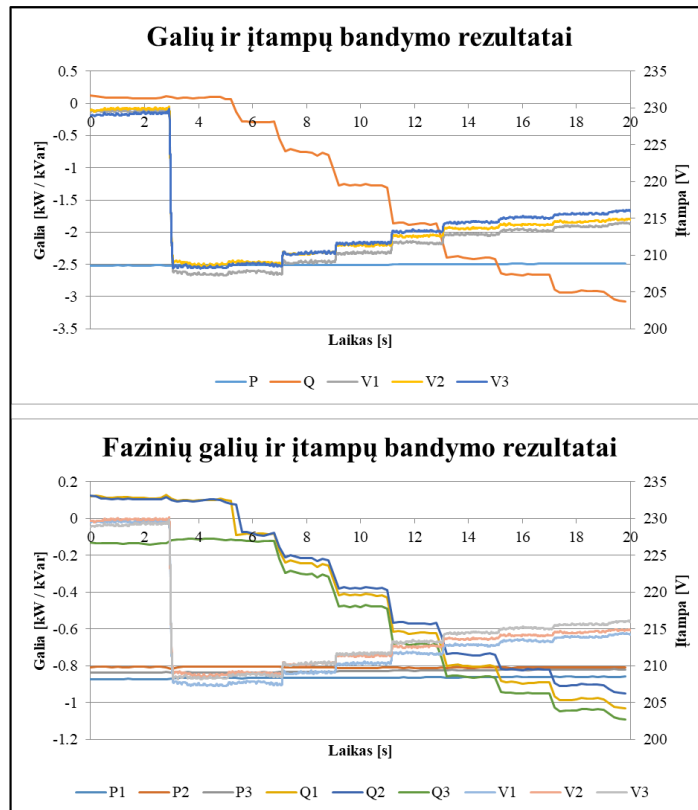 Galių ir įtampų bandymo rezultatai
Galia [kW / kVar]
0.5
0
-0.5
-1
-1.5
-2
-2.5
-3
-3.5
0 2 4 6 8 10 12 14 16 18 20
235
230
225
220
215
210
205
200
Įtampa [V]
Laikas [s]
P Q V1 V2 V3
Fazinių galių ir įtampų bandymo rezultatai
Galia [kW / kVar]
0.2
0
-0.2
-0.4
-0.6
-0.8
-1
-1.2
0 2 4 6 8 10 12 14 16 18 20
235
230
225
220
215
210
205
200
Įtampa [V]
Laikas [s]
P1 P2 P3 Q1 Q2 Q3 V1 V2 V3